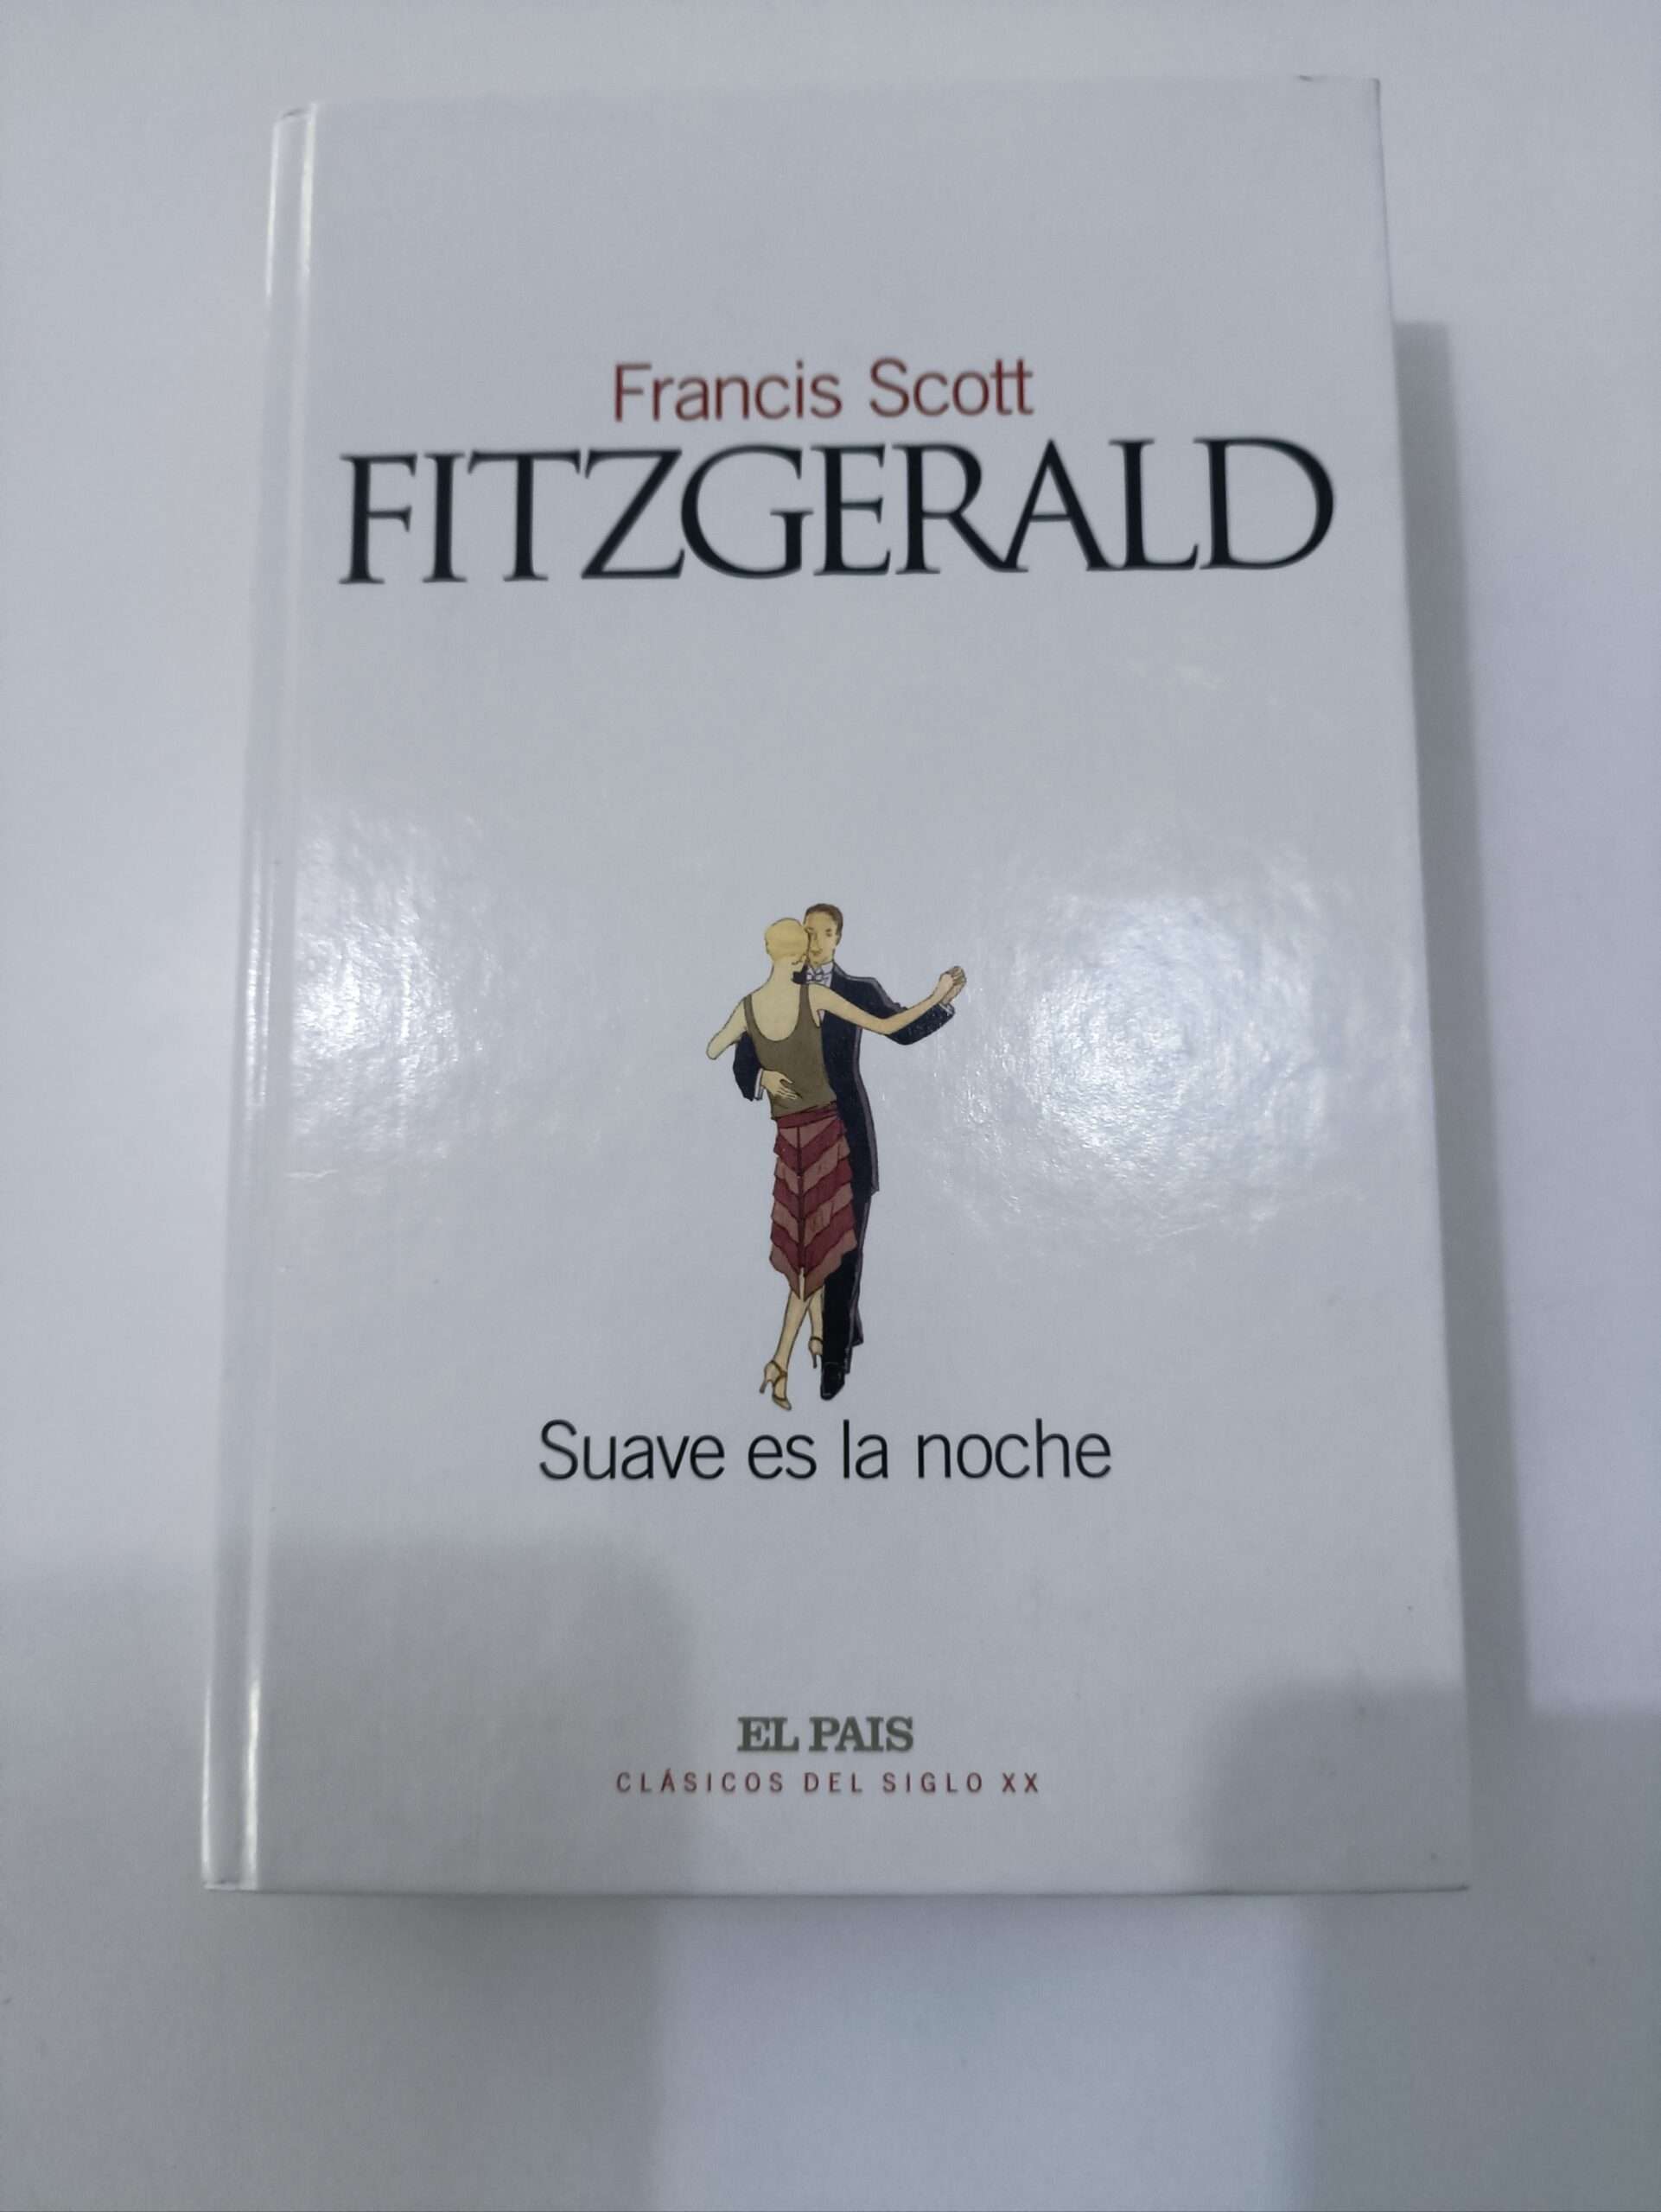 Francis Scott
FITZGERALD
Suave es la noche
EL PAIS
CLÁSICOS DEL SIGLO XX